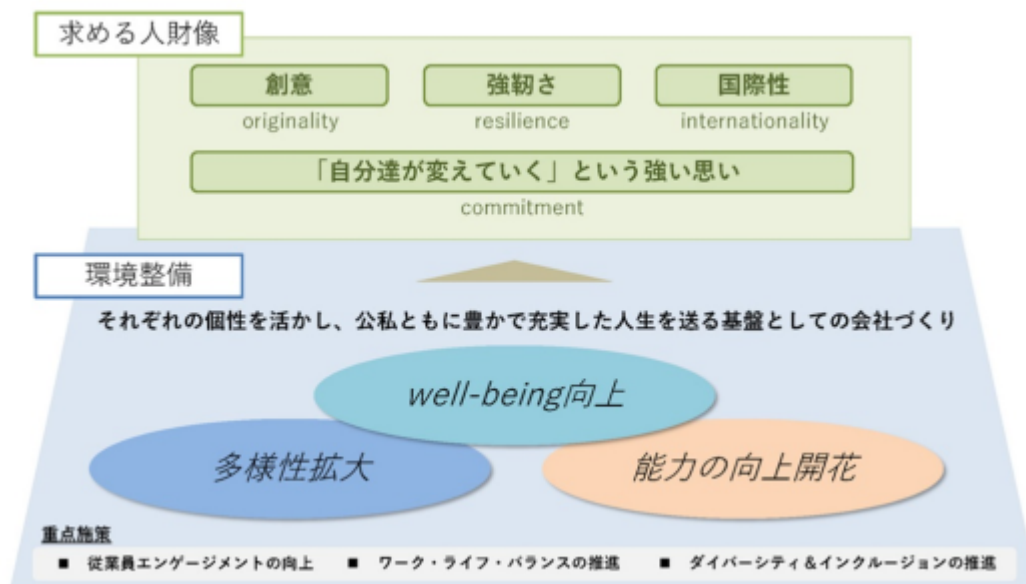 求める人財像
創意 強靭さ 国際性
originality resilience internationality
「自分達が変えていく」という強い思い
commitment
環境整備
それぞれの個性を活かし、公私ともに豊かで充実した人生を送る基盤としての会社づくり
well-being向上
多様性拡大 能力の向上開花
重点施策
■ 従業員エンゲージメントの向上 ■ ワーク・ライフ・バランスの推進 ■ ダイバーシティ&インクルージョンの推進